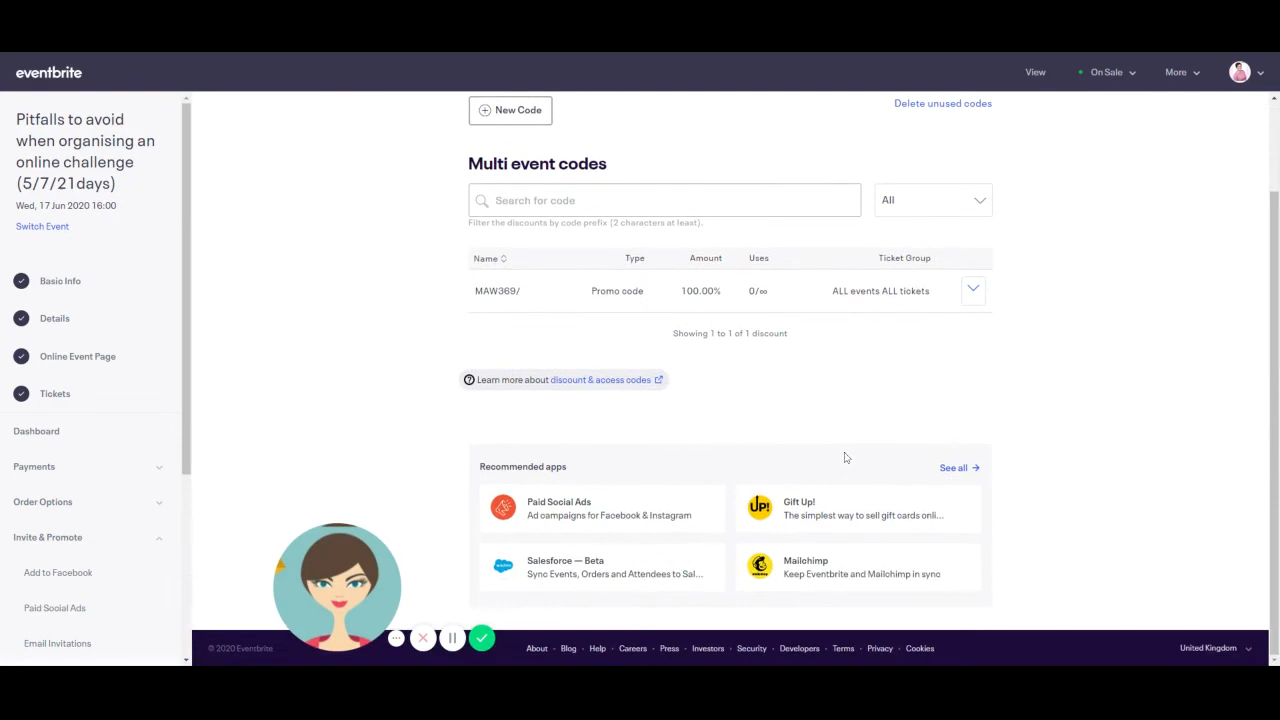 eventbrite
View
On Sale
More
Pitfalls to avoid
when organising an
online challenge
(5/7/21days)
Wed, 17 Jun 2020 16:00
Switch Event
Basic Info
Details
Online Event Page
Tickets
Dashboard
Payments
Order Options
Invite & Promote
Add to Facebook
Paid Social Ads
Email Invitations
New Code
Delete unused codes
Multi event codes
Search for code
All
Filter the discounts by code prefix (2 characters at least).
Name Type Amount Uses Ticket Group
MAW369/ Promo code 100.00% 0/∞ ALL events ALL tickets
Showing 1 to 1 of 1 discount
Learn more about discount & access codes
Recommended apps
See all →
Paid Social Ads
Ad campaigns for Facebook & Instagram
Gift Up!
The simplest way to sell gift cards onli...
Salesforce — Beta
Sync Events, Orders and Attendees to Sal...
Mailchimp
Keep Eventbrite and Mailchimp in sync
UP!
© 2020 Eventbrite
About · Blog · Help · Careers · Press · Investors · Security · Developers · Terms · Privacy · Cookies
United Kingdom